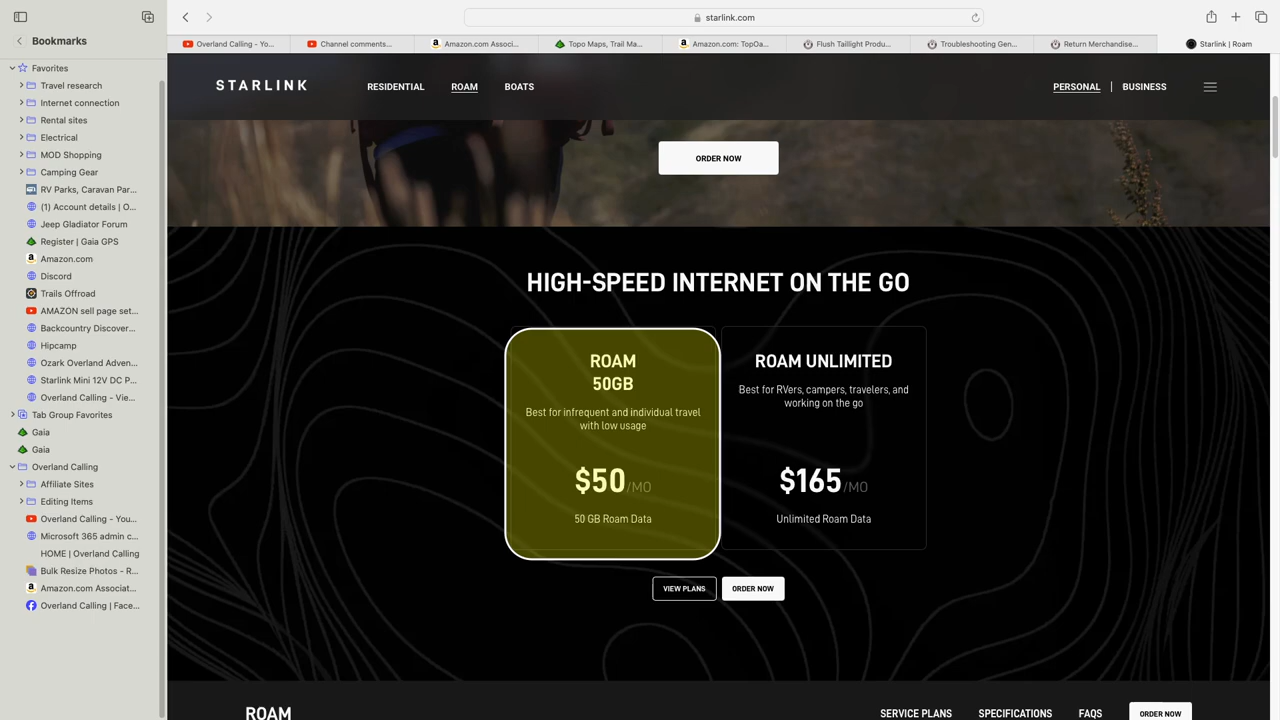 Bookmarks
Favorites
Travel research
Internet connection
Rental sites
Electrical
MOD Shopping
Camping Gear
RV Parks, Caravan Par...
(1) Account details | O...
Jeep Gladiator Forum
Register | Gaia GPS
Amazon.com
Discord
Trails Offroad
AMAZON sell page set...
Backcountry Discover...
Hipcamp
Ozark Overland Adven...
Starlink Mini 12V DC P...
Overland Calling - Vie...
Tab Group Favorites
Gaia
Gaia
Overland Calling
Affiliate Sites
Editing Items
Overland Calling - You...
Microsoft 365 admin c...
HOME | Overland Calling
Bulk Resize Photos - R...
Amazon.com Associat...
Overland Calling | Face...
starlink.com
Overland Calling - Yo...
Channel comments...
Amazon.com Associ...
Topo Maps, Trail Ma...
Amazon.com: TopOa...
Flush Taillight Produ...
Troubleshooting Gen...
Return Merchandise...
Starlink | Roam
STARLINK
RESIDENTIAL
ROAM
BOATS
PERSONAL | BUSINESS
ORDER NOW
HIGH-SPEED INTERNET ON THE GO
ROAM
50GB
Best for infrequent and individual travel
with low usage
$50/MO
50 GB Roam Data
ROAM UNLIMITED
Best for RVers, campers, travelers, and
working on the go
$165/MO
Unlimited Roam Data
VIEW PLANS
ORDER NOW
ROAM
SERVICE PLANS
SPECIFICATIONS
FAQS
ORDER NOW